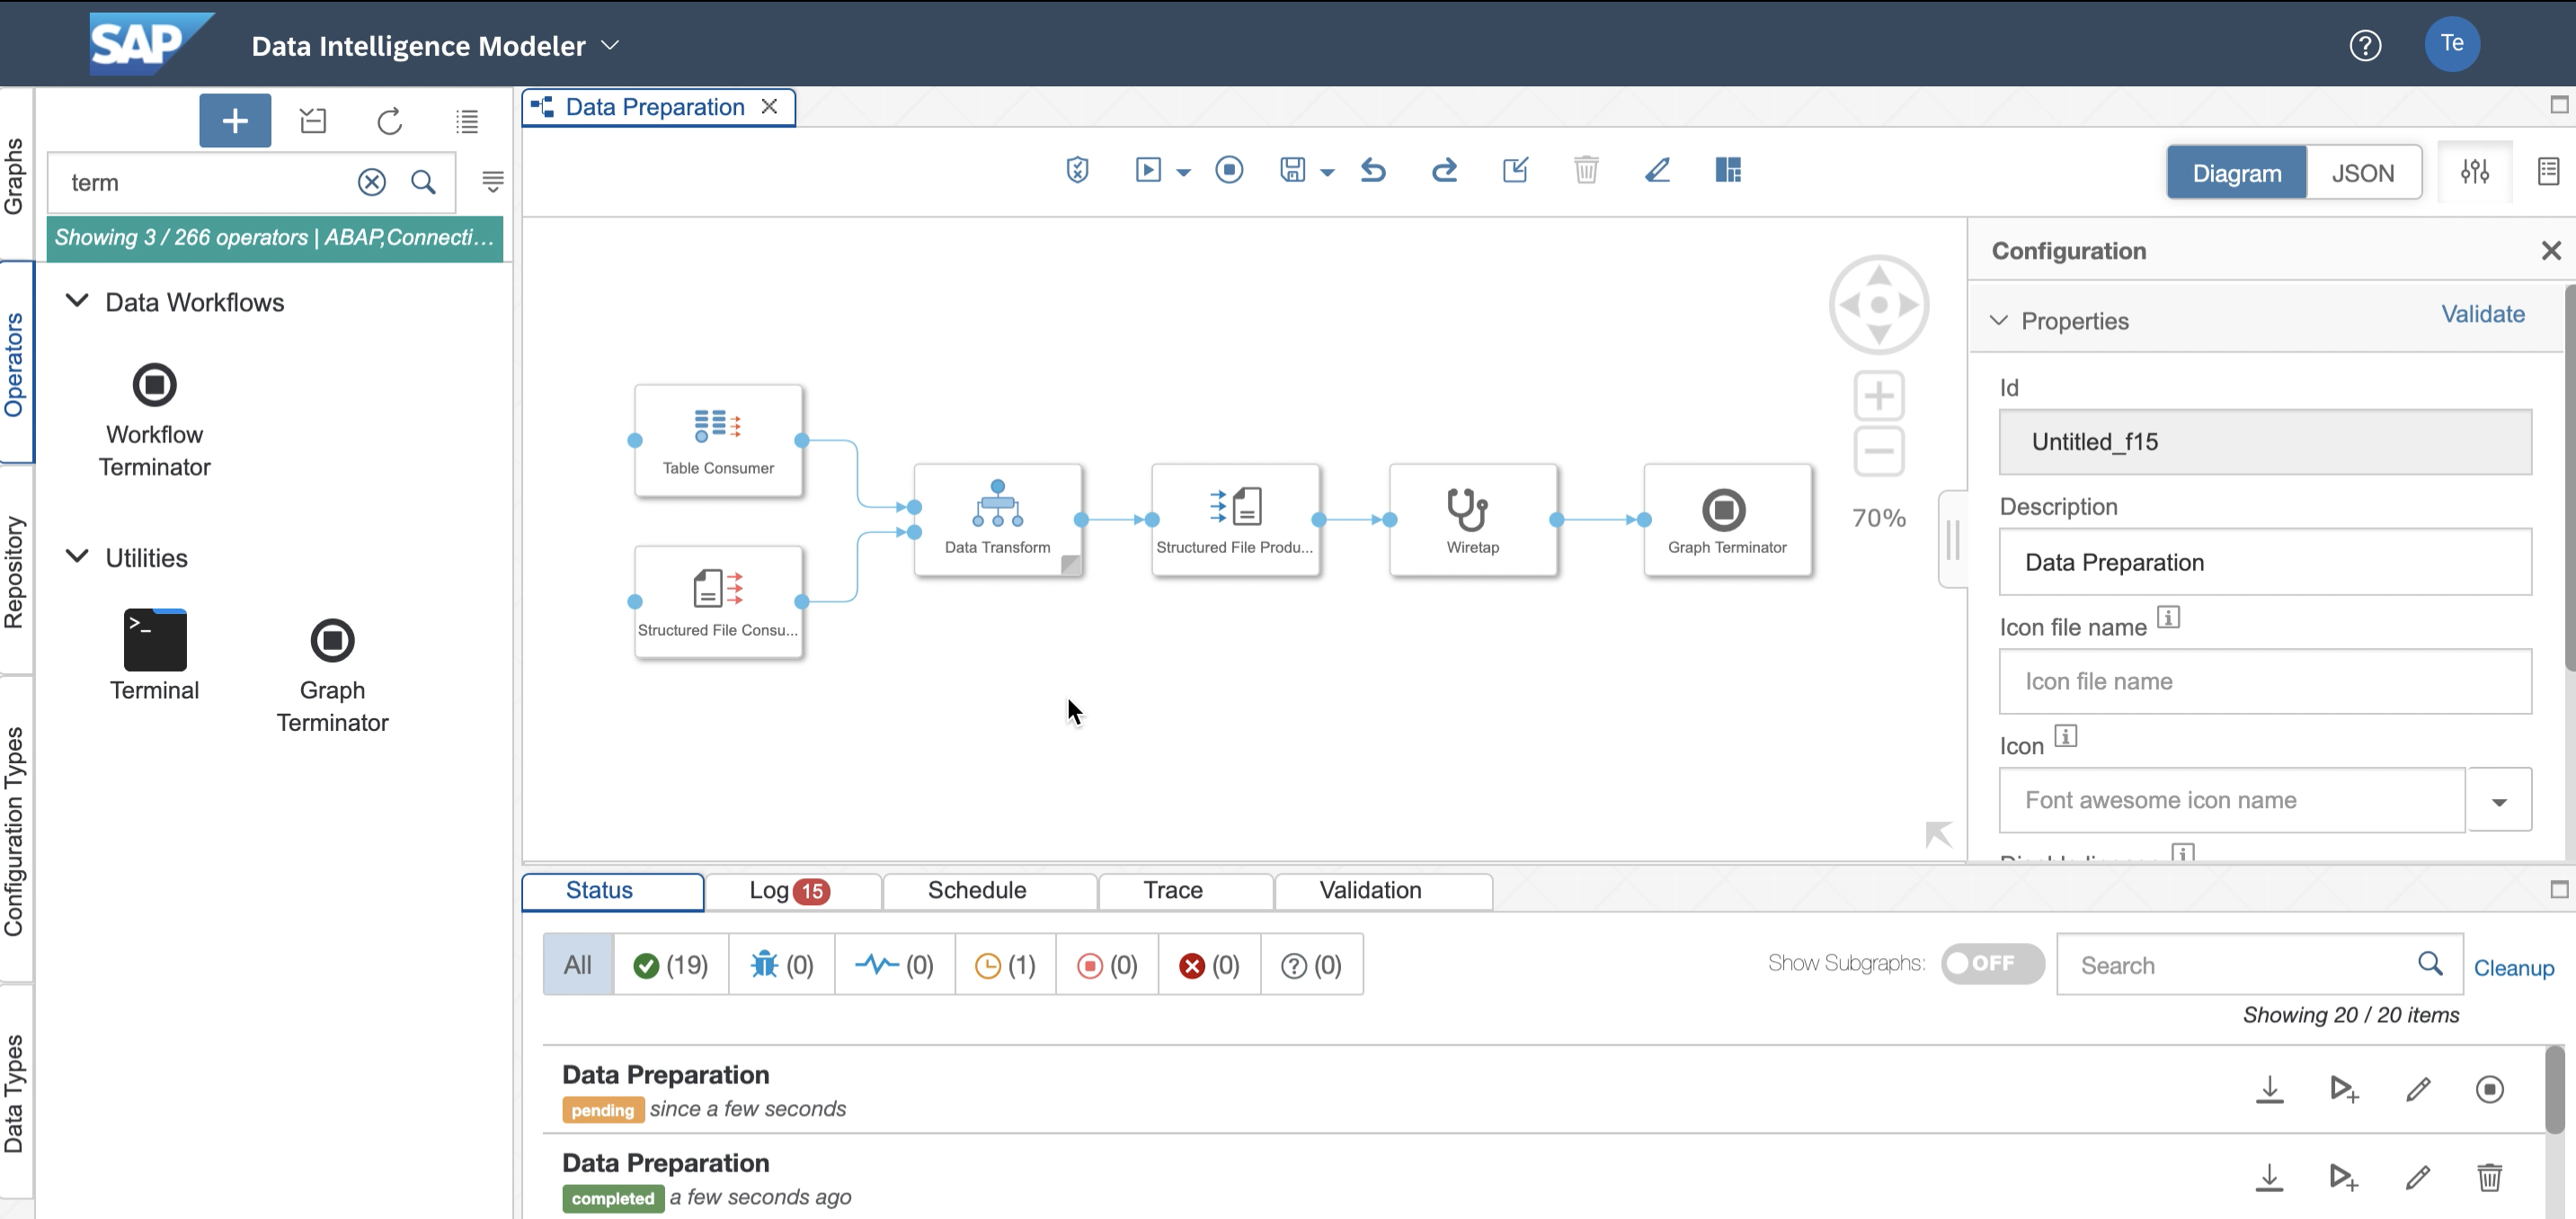 SAP
Data Intelligence Modeler
?
Te
Graphs
Operators
Repository
Configuration Types
Data Types
term
Showing 3 / 266 operators | ABAP,Connecti...
Data Workflows
Workflow
Terminator
Utilities
>_
Terminal
Graph
Terminator
Data Preparation
Diagram
JSON
Table Consumer
Structured File Consu...
Data Transform
Structured File Produ...
Wiretap
Graph Terminator
70%
Configuration
Properties
Validate
Id
Untitled_f15
Description
Data Preparation
Icon file name
Icon file name
Icon
Font awesome icon name
Status
Log 15
Schedule
Trace
Validation
All
(19)
(0)
(0)
(1)
(0)
(0)
(0)
Show Subgraphs:
OFF
Search
Cleanup
Showing 20 / 20 items
Data Preparation
pending since a few seconds
Data Preparation
completed a few seconds ago